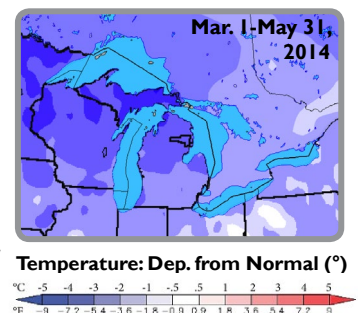 Mar. 1-May 31,
2014
Temperature: Dep. from Normal (°)
°C -5 -4 -3 -2 -1 -.5 .5 1 2 3 4 5
°F -9 -7.2 -5.4 -3.6 -1.8 -0.9 0.9 1.8 3.6 5.4 7.2 9